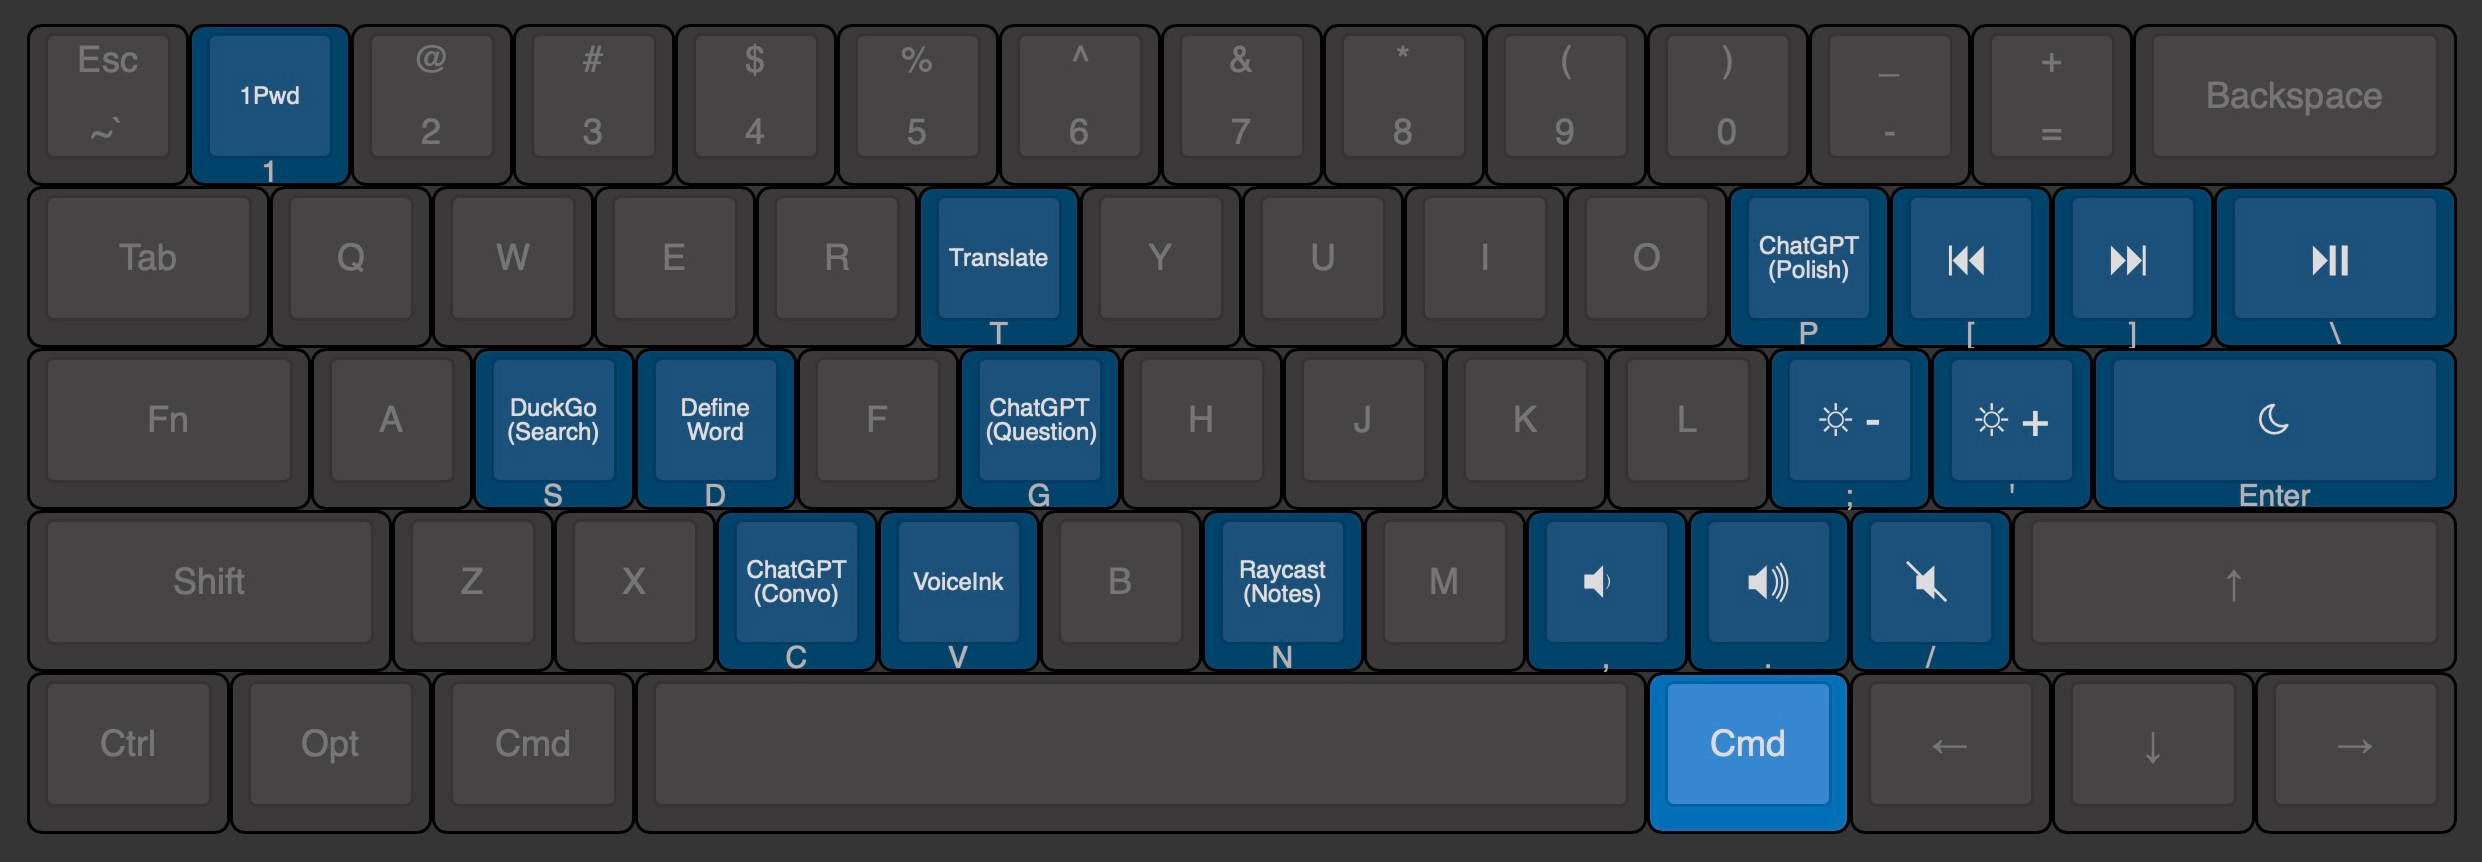 Esc
~`
1Pwd
1
@
2
#
3
$
4
%
5
^
6
&
7
*
8
(
9
)
0
_
-
+
=
Backspace
Tab
Q
W
E
R
Translate
T
Y
U
I
O
ChatGPT
(Polish)
P
[
]
\
Fn
A
DuckGo
(Search)
S
Define
Word
D
F
ChatGPT
(Question)
G
H
J
K
L
-
;
+
'
Enter
Shift
Z
X
ChatGPT
(Convo)
C
VoiceInk
V
B
Raycast
(Notes)
N
M
,
.
/
↑
Ctrl
Opt
Cmd
Cmd
←
↓
→